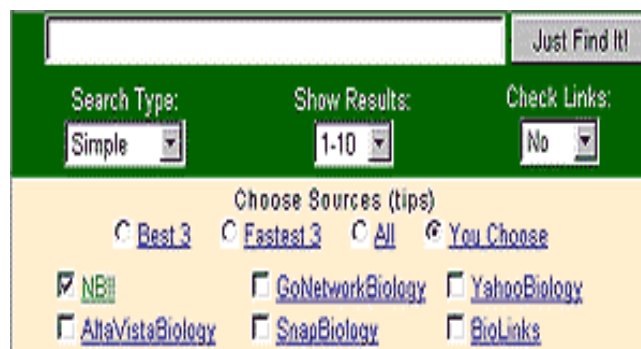 Just Find It!
Search Type: Show Results: Check Links:
Simple 1-10 No
Choose Sources (tips)
Best 3 Fastest 3 All You Choose
NBII GoNetworkBiology YahooBiology
AltaVistaBiology SnapBiology BioLinks